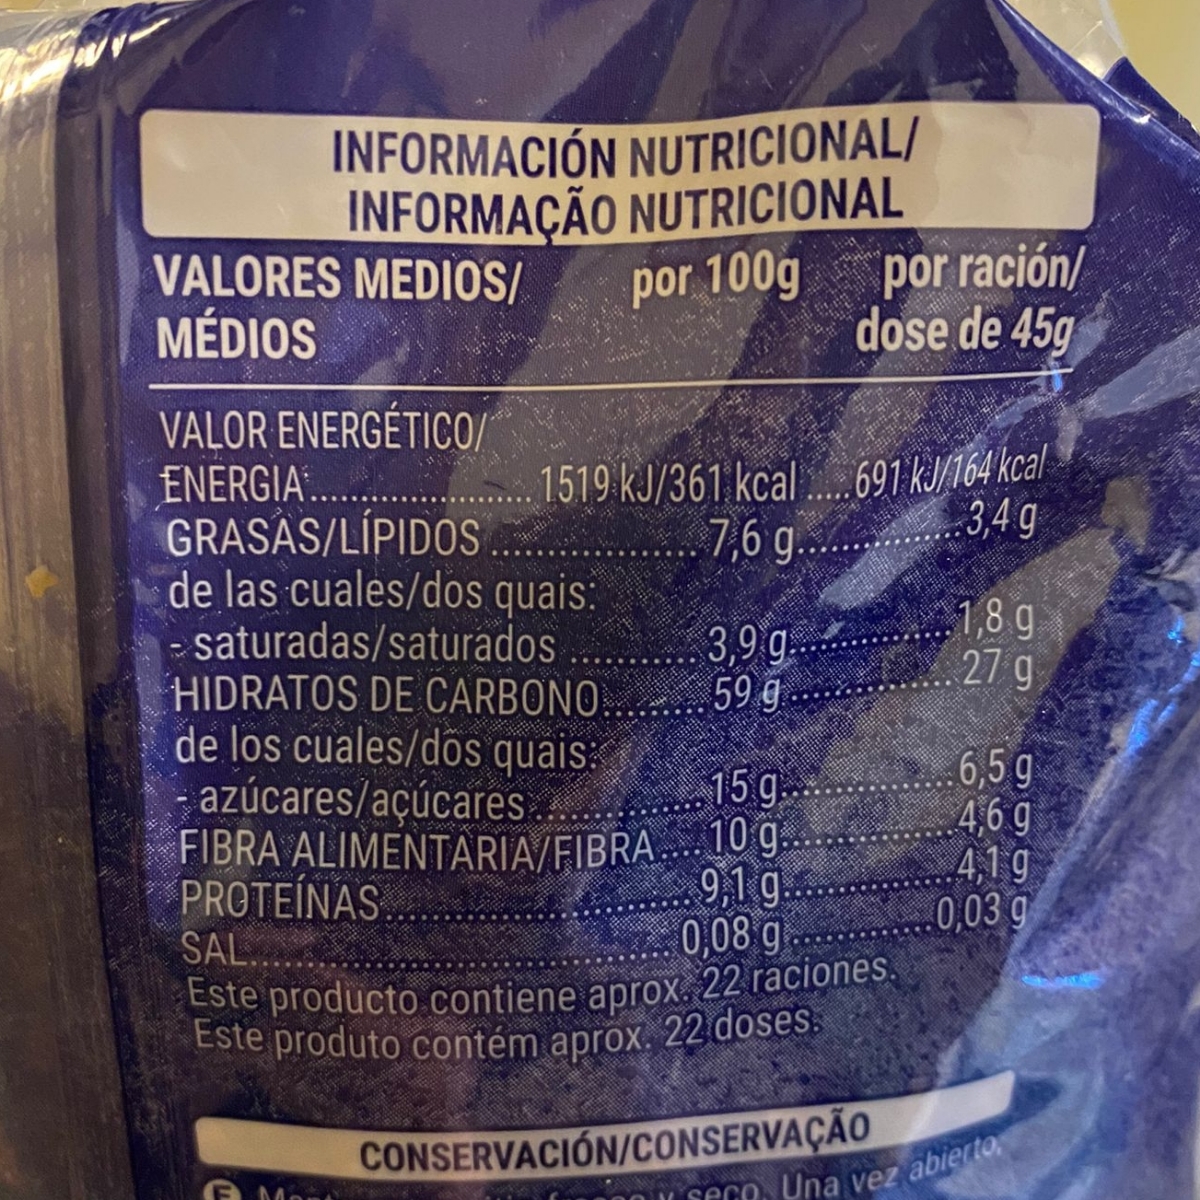 INFORMACIÓN NUTRICIONAL/
INFORMAÇÃO NUTRICIONAL
VALORES MEDIOS/ por 100g por ración/
MÉDIOS dose de 45g
VALOR ENERGÉTICO/
ENERGIA 1519 kJ/361 kcal 691 kJ/164 kcal
GRASAS/LÍPIDOS 7,6 g 3,4 g
de las cuales/dos quais:
- saturadas/saturados 3,9 g 1,8 g
HIDRATOS DE CARBONO 59 g 27 g
de los cuales/dos quais:
- azúcares/açúcares 15 g 6,5 g
FIBRA ALIMENTARIA/FIBRA 10 g 4,6 g
PROTEÍNAS 9,1 g 4,1 g
SAL 0,08 g 0,03 g
Este producto contiene aprox. 22 raciones.
Este produto contém aprox. 22 doses.
CONSERVACIÓN/CONSERVAÇÃO
E y seco. Una vez abierto,